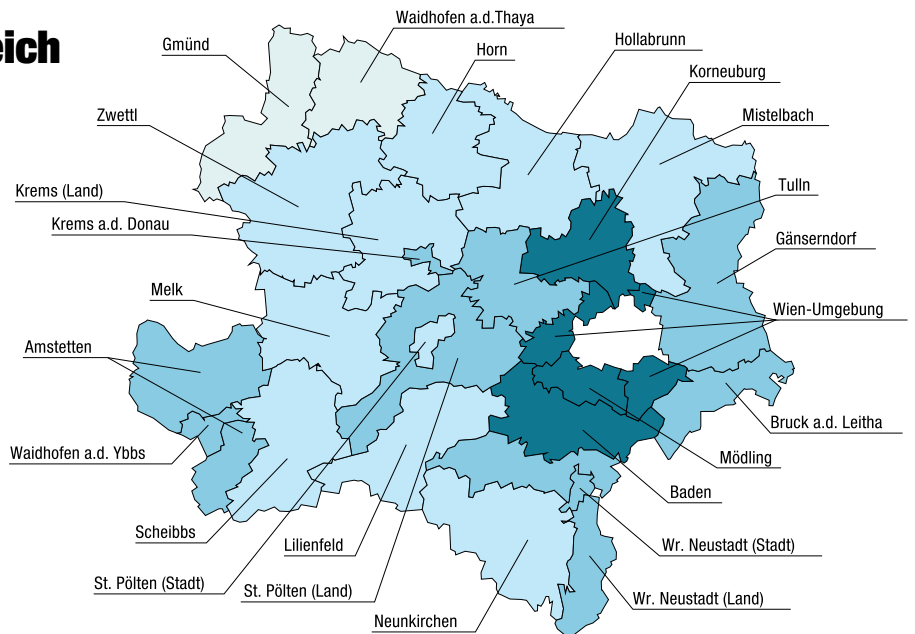 eich
Waidhofen a.d.Thaya
Gmünd
Horn
Hollabrunn
Korneuburg
Zwettl
Mistelbach
Krems (Land)
Tulln
Krems a.d. Donau
Gänserndorf
Melk
Wien-Umgebung
Amstetten
Bruck a.d. Leitha
Waidhofen a.d. Ybbs
Mödling
Baden
Scheibbs
Lilienfeld
Wr. Neustadt (Stadt)
St. Pölten (Stadt)
St. Pölten (Land)
Wr. Neustadt (Land)
Neunkirchen